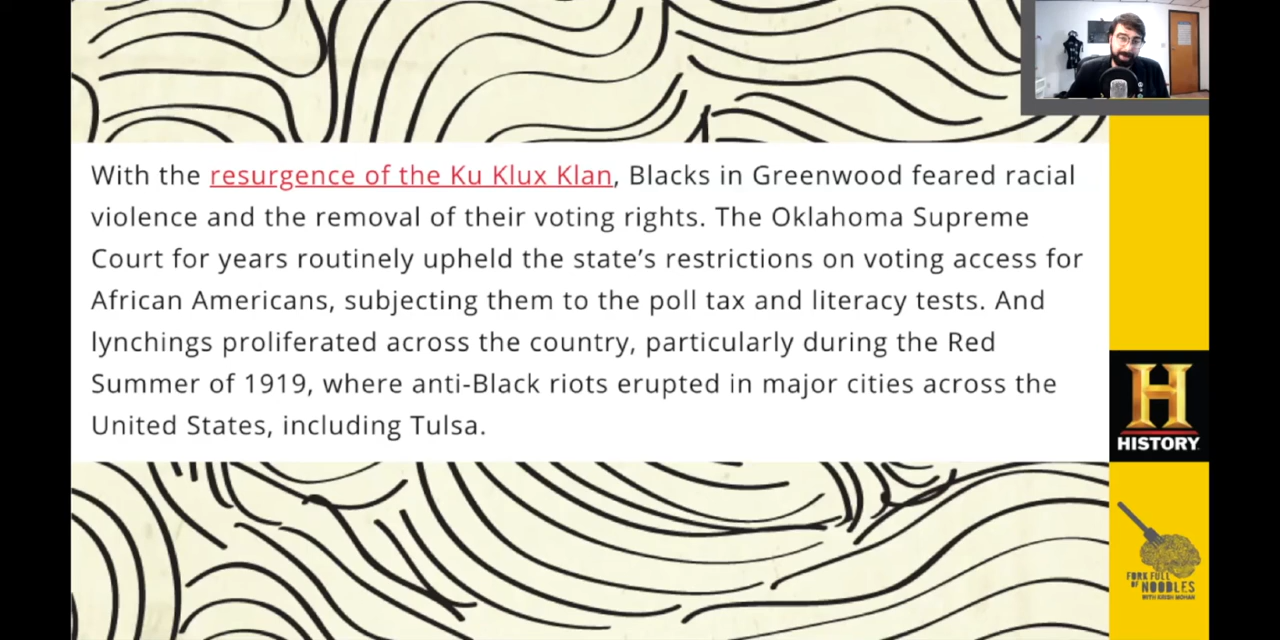 With the resurgence of the Ku Klux Klan, Blacks in Greenwood feared racial
violence and the removal of their voting rights. The Oklahoma Supreme
Court for years routinely upheld the state’s restrictions on voting access for
African Americans, subjecting them to the poll tax and literacy tests. And
lynchings proliferated across the country, particularly during the Red
Summer of 1919, where anti-Black riots erupted in major cities across the
United States, including Tulsa.
H
HISTORY
FORK FULL
OF NOODLES
WITH KRISH MOHAN